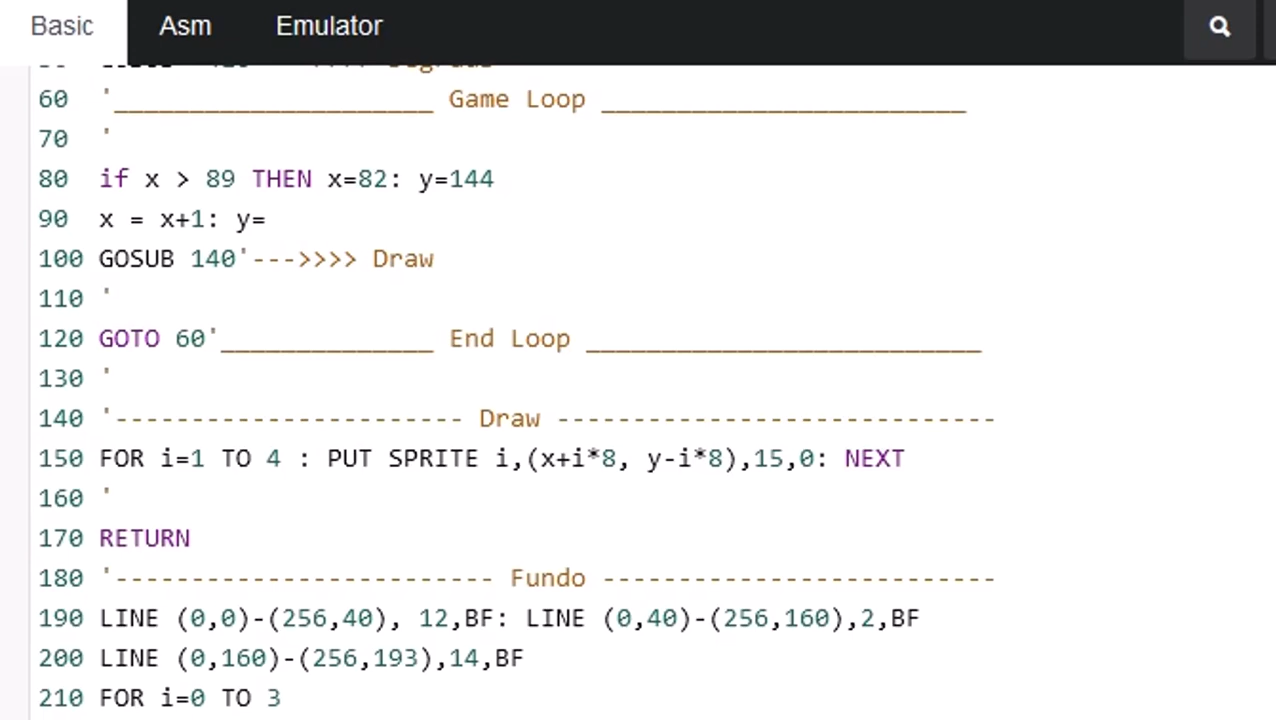 Basic Asm Emulator
60 '_____________________ Game Loop ________________________
70 '
80 if x > 89 THEN x=82: y=144
90 x = x+1: y=
100 GOSUB 140'--->>>> Draw
110 '
120 GOTO 60'______________ End Loop __________________________
130 '
140 '----------------------- Draw -----------------------------
150 FOR i=1 TO 4 : PUT SPRITE i,(x+i*8, y-i*8),15,0: NEXT
160 '
170 RETURN
180 '------------------------- Fundo --------------------------
190 LINE (0,0)-(256,40), 12,BF: LINE (0,40)-(256,160),2,BF
200 LINE (0,160)-(256,193),14,BF
210 FOR i=0 TO 3